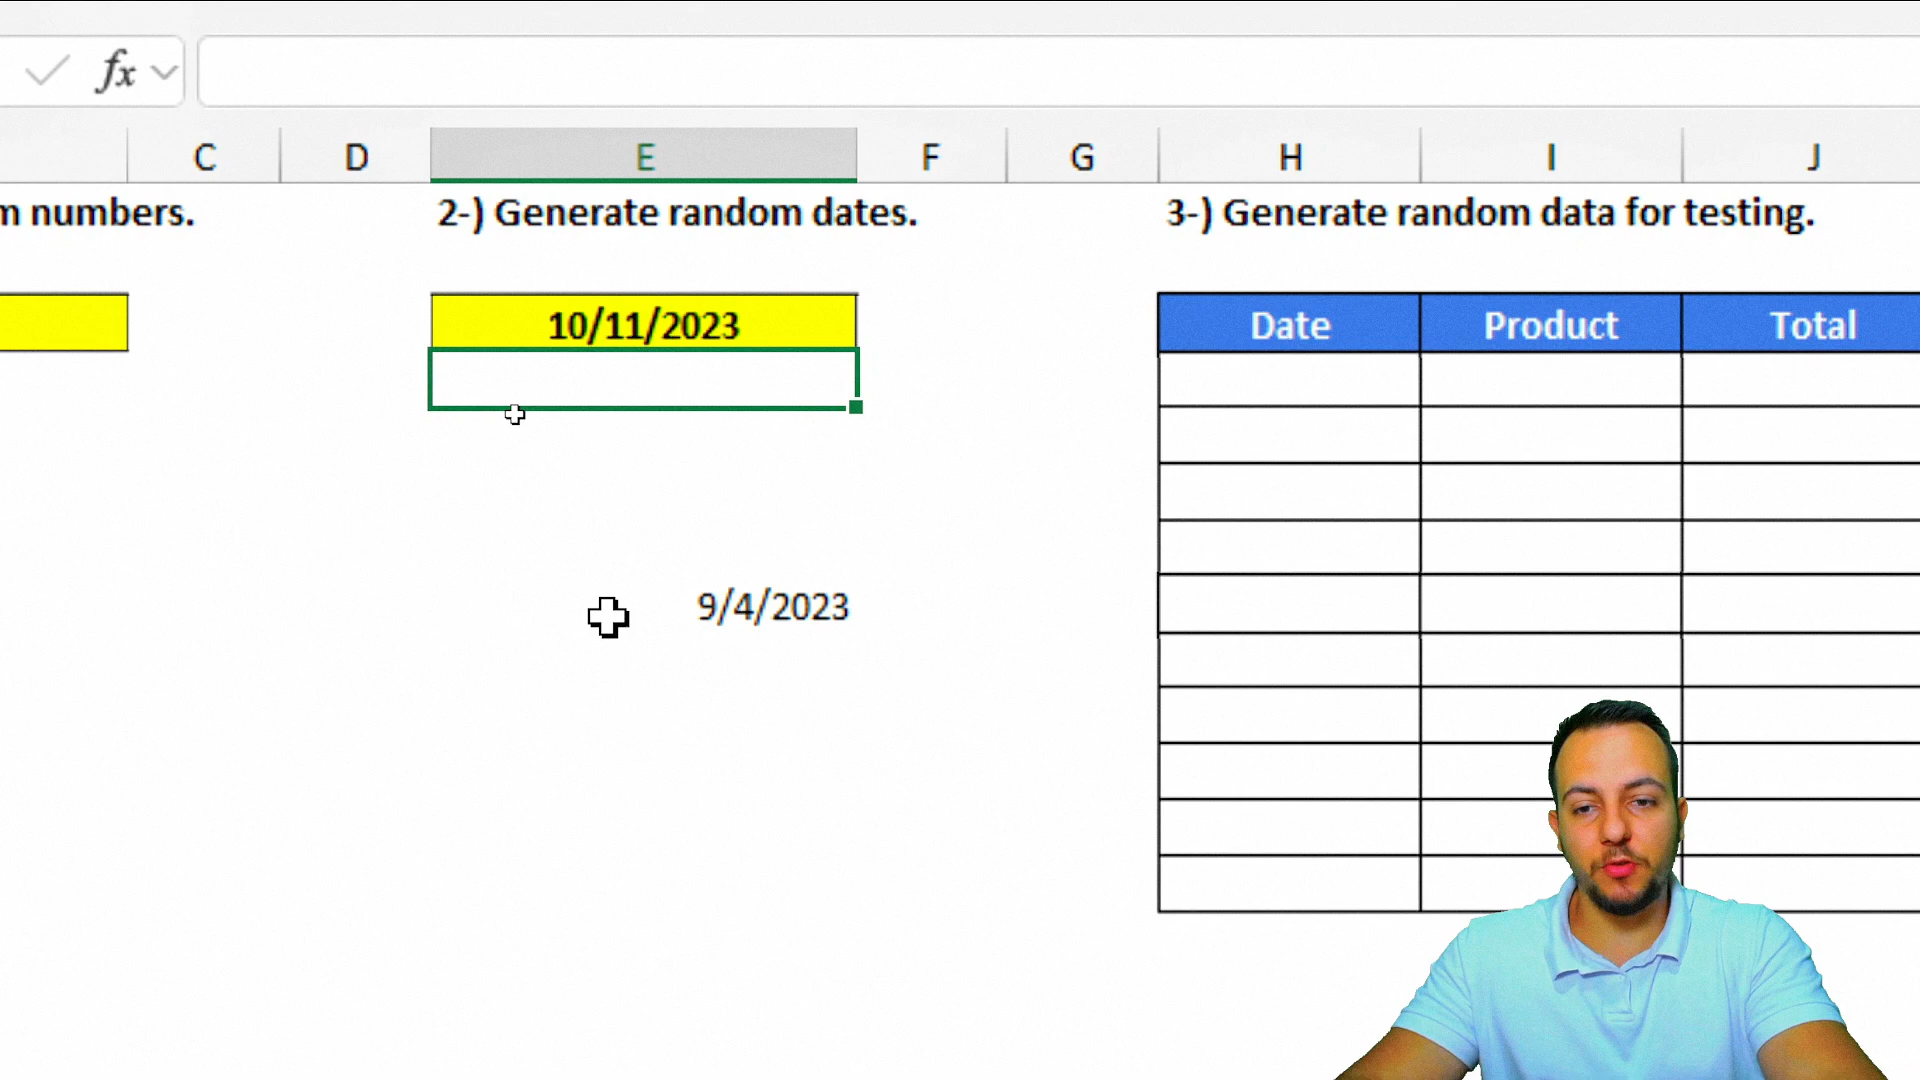 fx
C D E F G H I J
m numbers. 2-) Generate random dates. 3-) Generate random data for testing.
10/11/2023 Date Product Total
9/4/2023